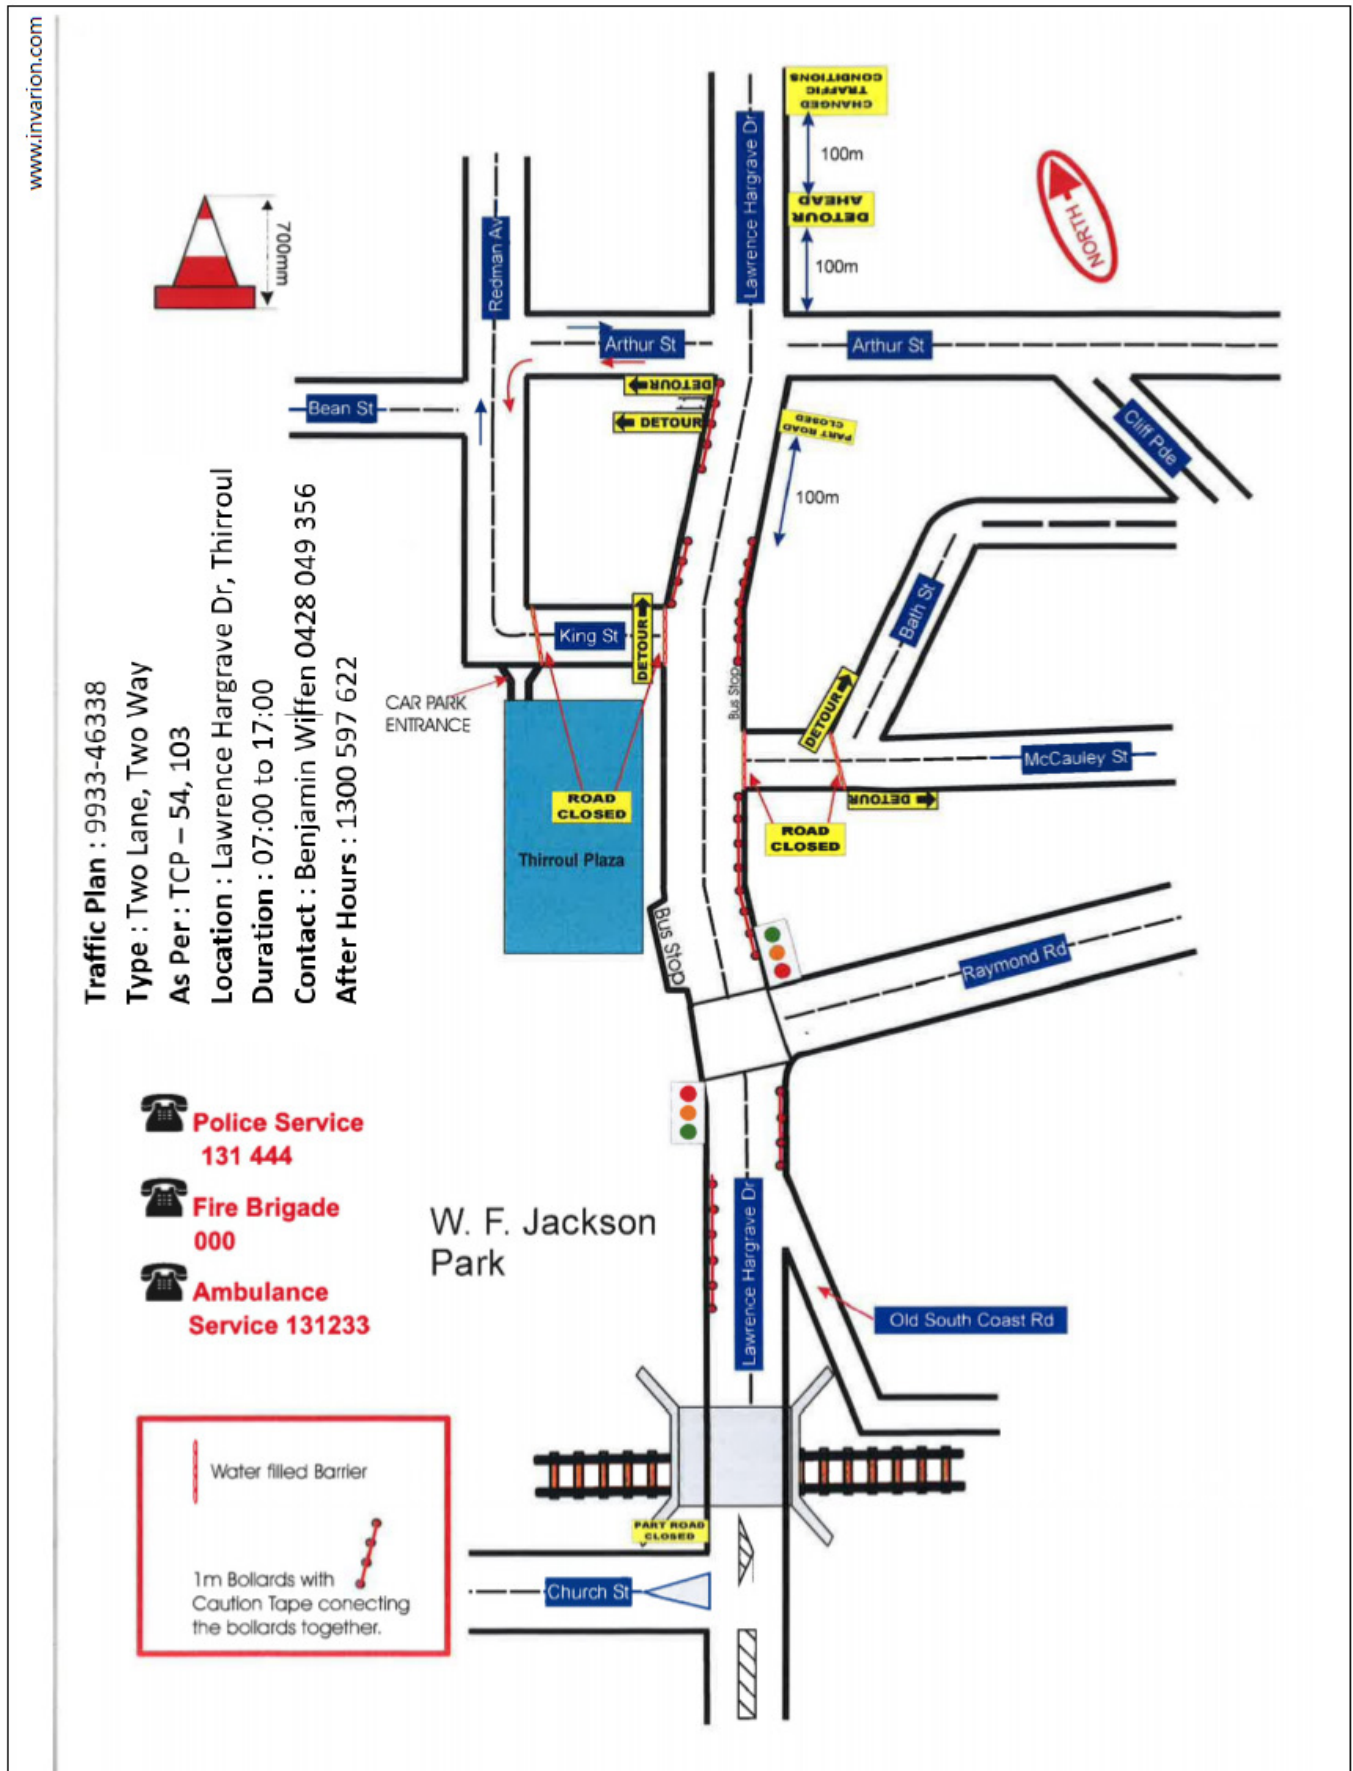 www.invarion.com
CHANGED
TRAFFIC
CONDITIONS
100m
DETOUR
AHEAD
100m
Lawrence Hargrave Dr
NORTH
700mm
Redman Av
Arthur St
Arthur St
Bean St
DETOUR
DETOUR
PART ROAD
CLOSED
Cliff Pde
100m
Traffic Plan : 9933-46338
Type : Two Lane, Two Way
As Per : TCP – 54, 103
Location : Lawrence Hargrave Dr, Thirroul
Duration : 07:00 to 17:00
Contact : Benjamin Wiffen 0428 049 356
After Hours : 1300 597 622
King St
DETOUR
Bath St
Bus Stop
CAR PARK
ENTRANCE
DETOUR
McCauley St
ROAD
CLOSED
DETOUR
ROAD
CLOSED
Thirroul Plaza
Bus Stop
Raymond Rd
Police Service
131 444
Fire Brigade
000
Ambulance
Service 131233
W. F. Jackson
Park
Lawrence Hargrave Dr
Old South Coast Rd
Water filled Barrier
1m Bollards with
Caution Tape conecting
the bollards together.
PART ROAD
CLOSED
Church St